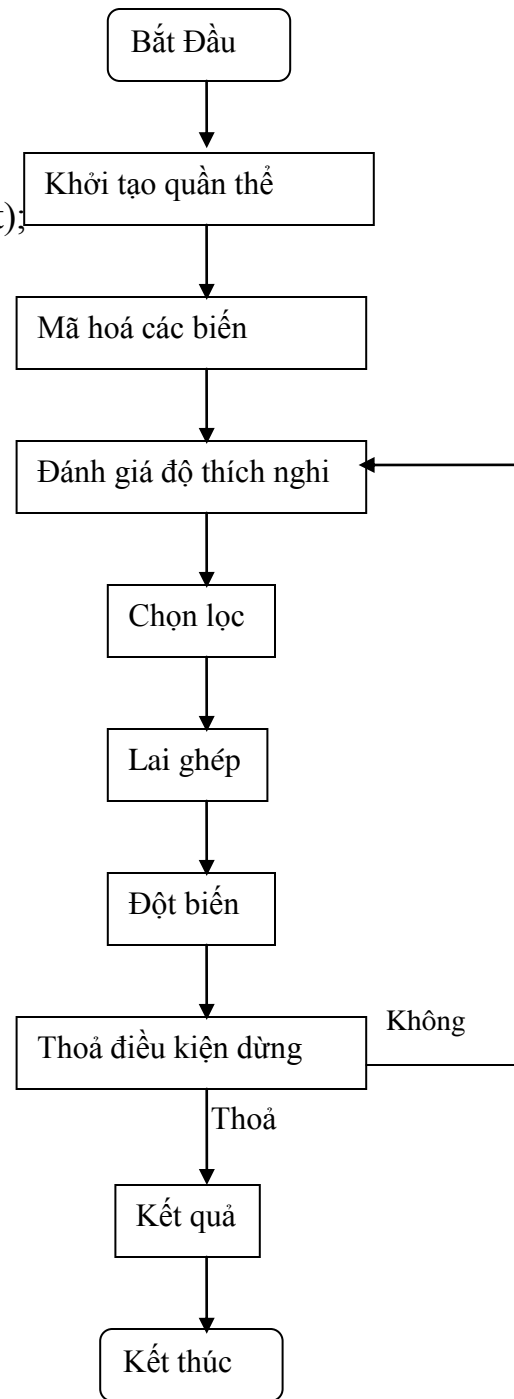 Bắt Đầu
Khởi tạo quần thể
t);
Mã hoá các biến
Đánh giá độ thích nghi
Chọn lọc
Lai ghép
Đột biến
Không
Thoả điều kiện dừng
Thoả
Kết quả
Kết thúc